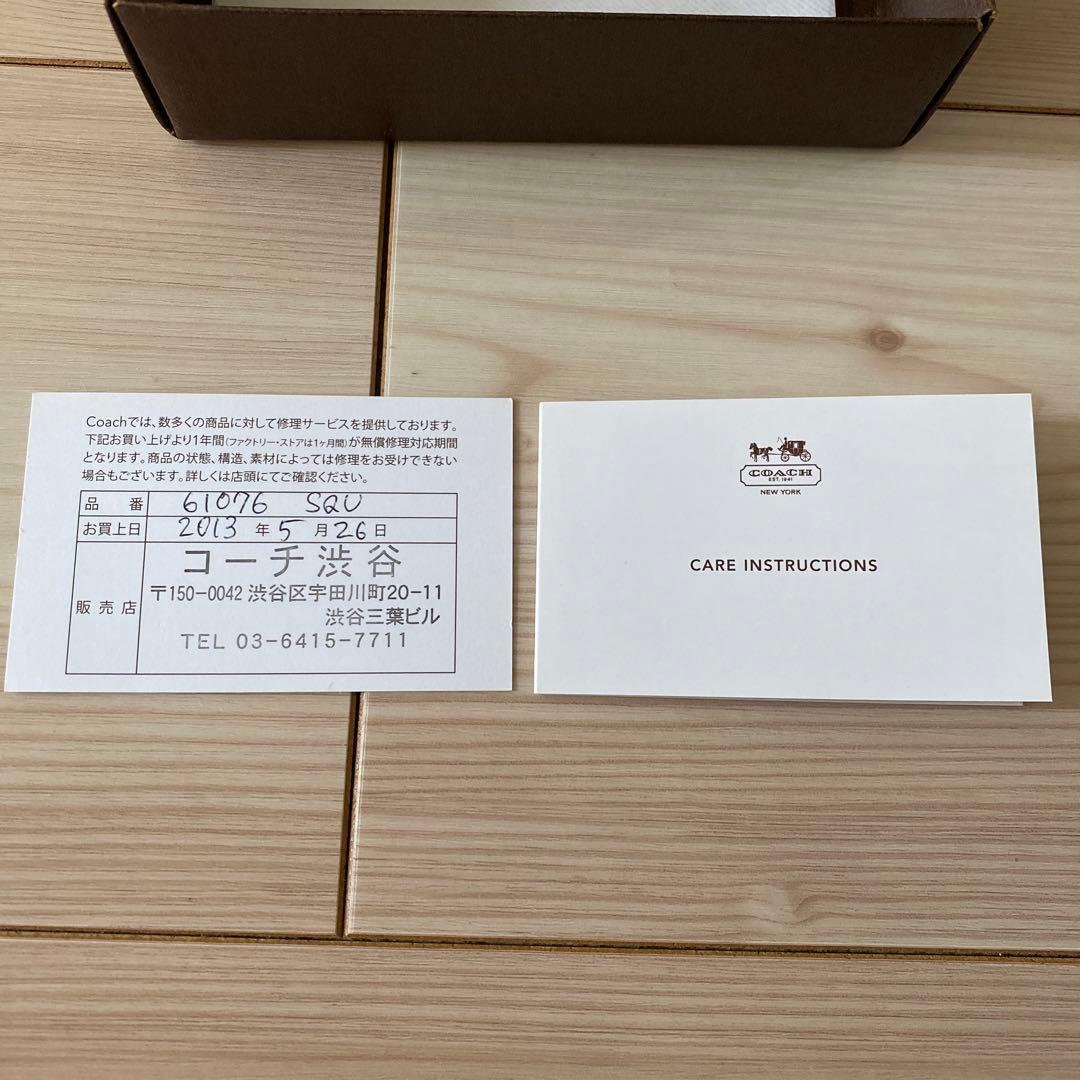 Coachでは、数多くの商品に対して修理サービスを提供しております。
下記お買い上げより1年間(ファクトリー・ストアは1ヶ月間)が無償修理対応期間
となります。商品の状態、構造、素材によっては修理をお受けできない
場合もございます。詳しくは店頭にてご確認ください。
品 番 61076 SQU
お買上日 2013 年 5 月 26 日
販売店
コーチ渋谷
〒150-0042 渋谷区宇田川町20-11
渋谷三葉ビル
TEL 03-6415-7711
COACH
EST. 1941
NEW YORK
CARE INSTRUCTIONS